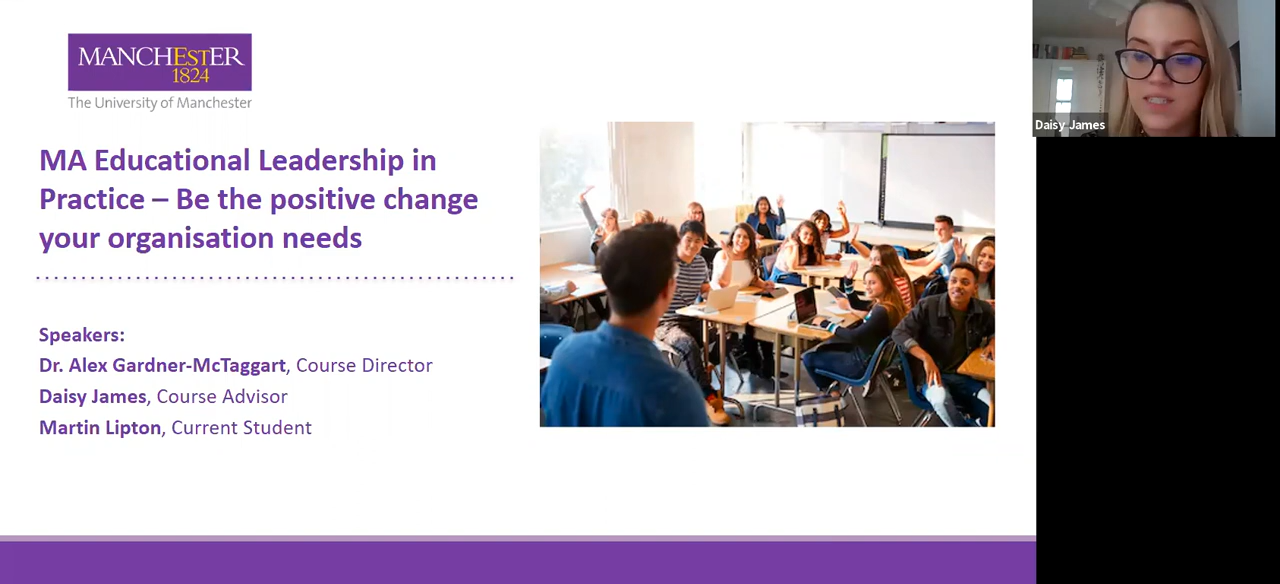 MANCHESTER
1824
The University of Manchester
MA Educational Leadership in
Practice – Be the positive change
your organisation needs
Speakers:
Dr. Alex Gardner-McTaggart, Course Director
Daisy James, Course Advisor
Martin Lipton, Current Student
Daisy James